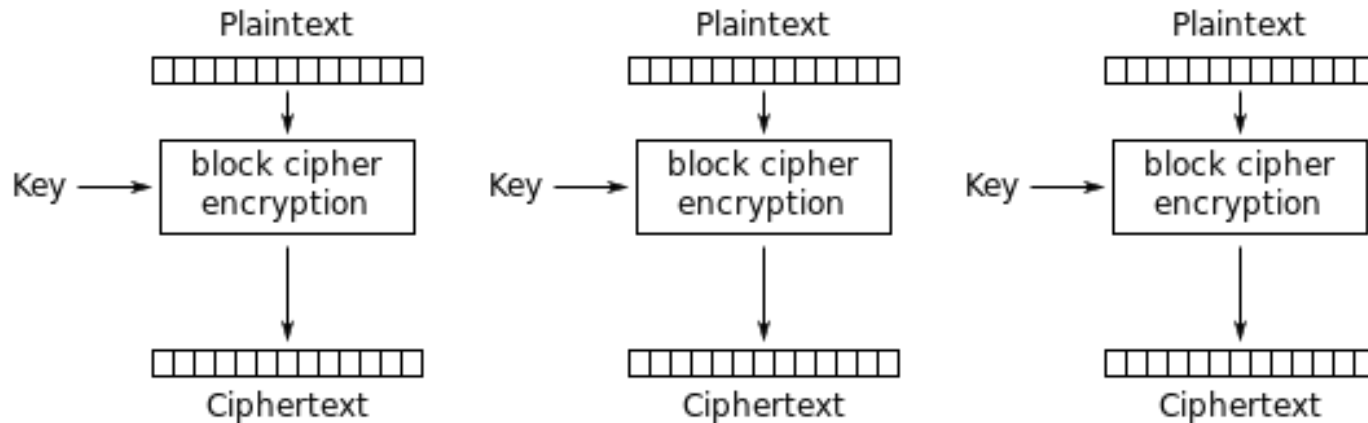 Plaintext Plaintext Plaintext
Key block cipher encryption Key block cipher encryption Key block cipher encryption
Ciphertext Ciphertext Ciphertext